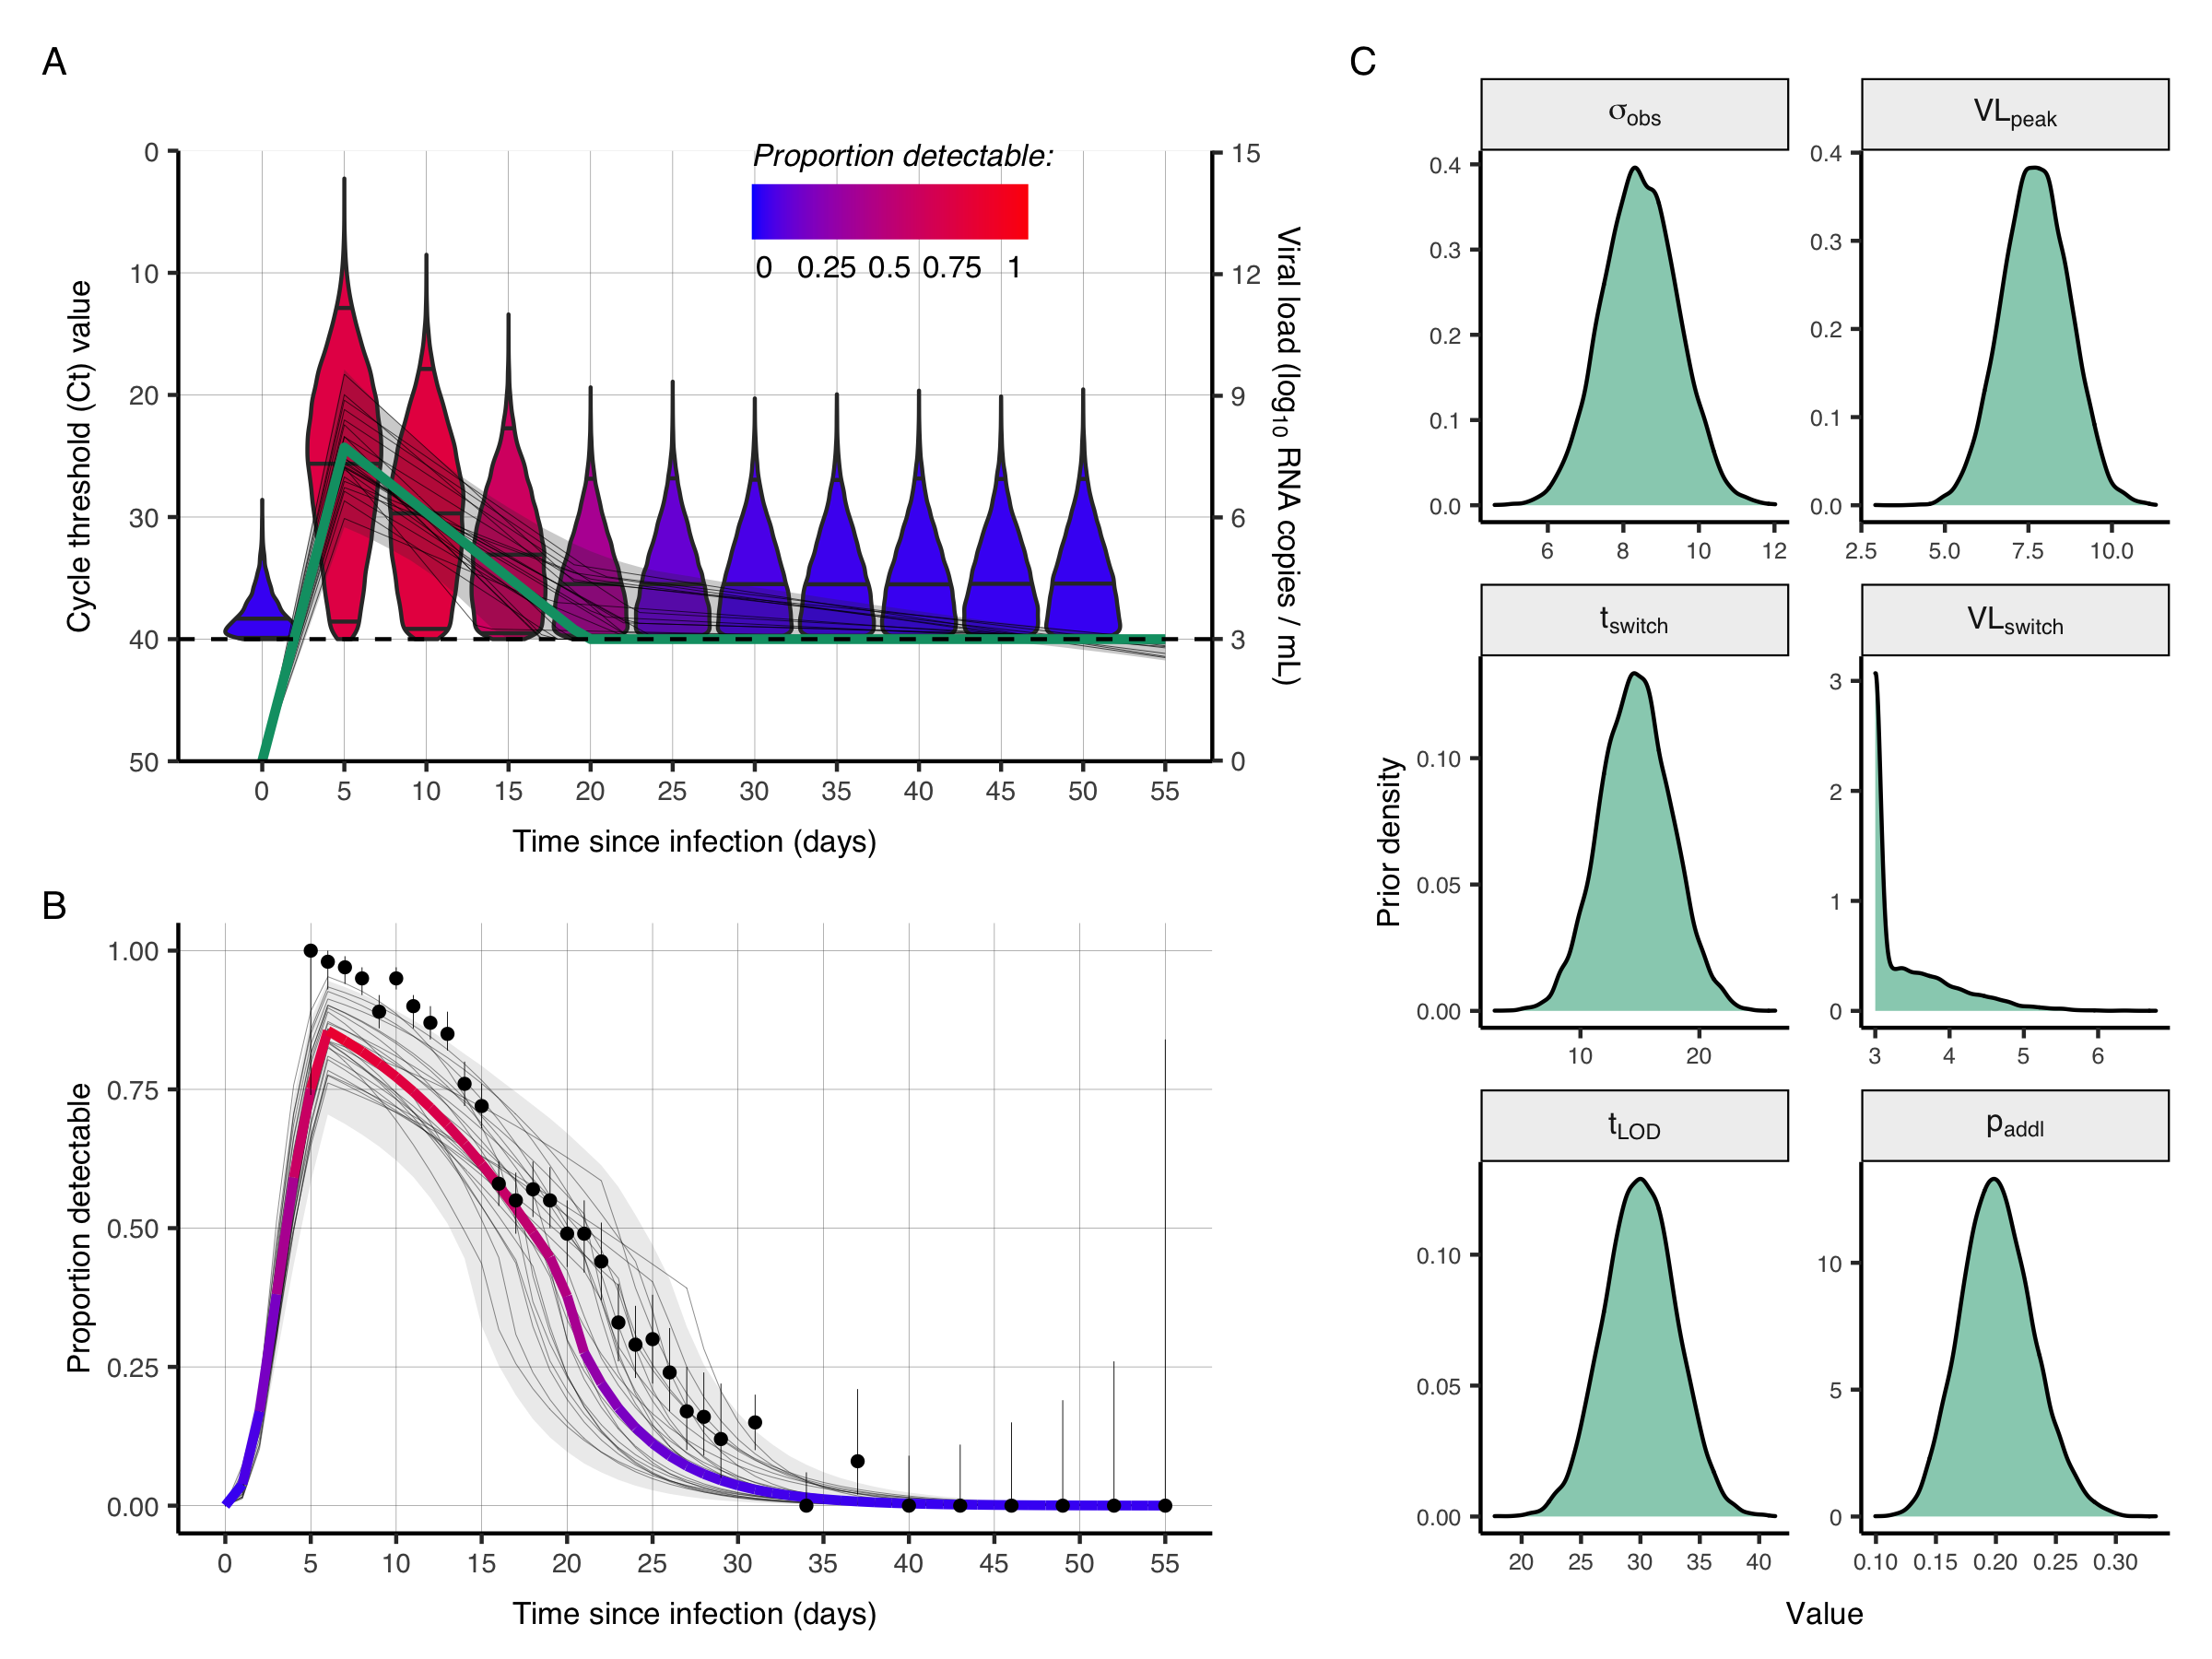 A
Proportion detectable:
0 0.25 0.5 0.75 1
Cycle threshold (Ct) value
0
10
20
30
40
50
Viral load (log10 RNA copies / mL)
15
12
9
6
3
0
0 5 10 15 20 25 30 35 40 45 50 55
Time since infection (days)
B
Proportion detectable
1.00
0.75
0.50
0.25
0.00
0 5 10 15 20 25 30 35 40 45 50 55
Time since infection (days)
C
Prior density
σobs
0.4
0.3
0.2
0.1
0.0
6 8 10 12
VLpeak
0.4
0.3
0.2
0.1
0.0
2.5 5.0 7.5 10.0
tswitch
0.10
0.05
0.00
10 20
VLswitch
3
2
1
0
3 4 5 6
tLOD
0.10
0.05
0.00
20 25 30 35 40
paddl
10
5
0
0.10 0.15 0.20 0.25 0.30
Value